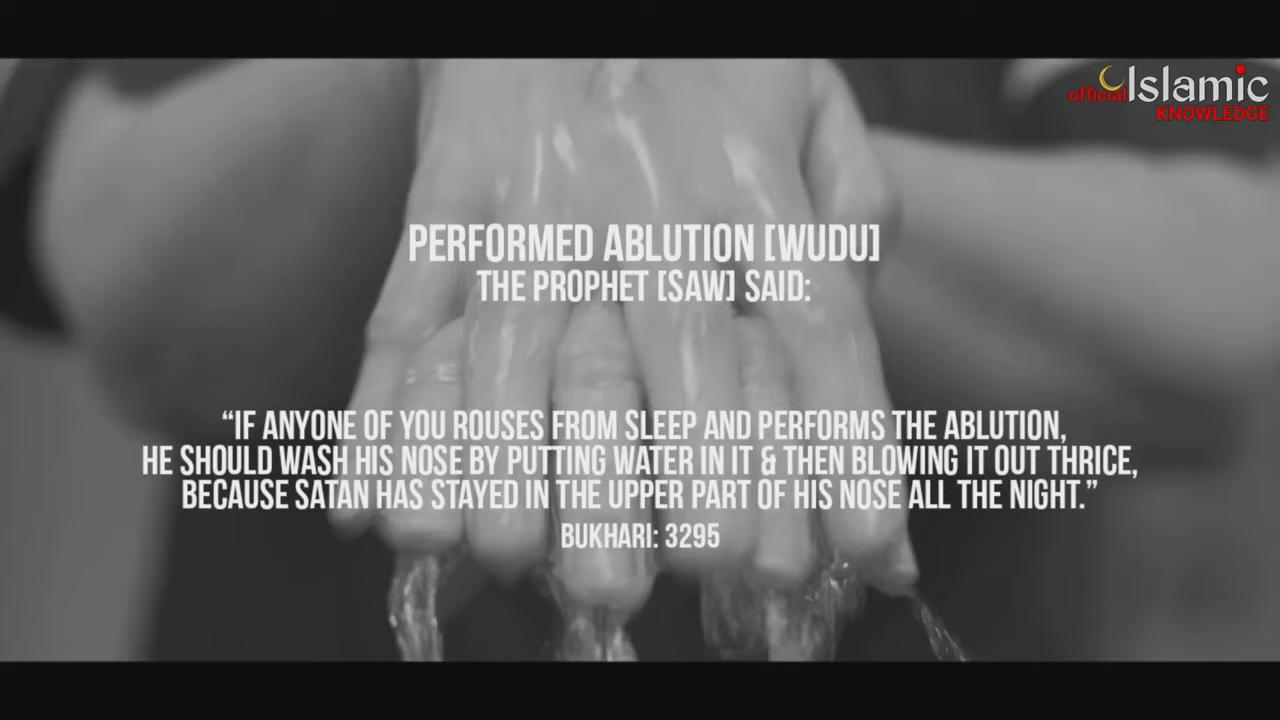 official Islamic
KNOWLEDGE
PERFORMED ABLUTION [WUDU]
THE PROPHET [SAW] SAID:
“IF ANYONE OF YOU ROUSES FROM SLEEP AND PERFORMS THE ABLUTION,
HE SHOULD WASH HIS NOSE BY PUTTING WATER IN IT & THEN BLOWING IT OUT THRICE,
BECAUSE SATAN HAS STAYED IN THE UPPER PART OF HIS NOSE ALL THE NIGHT.”
BUKHARI: 3295